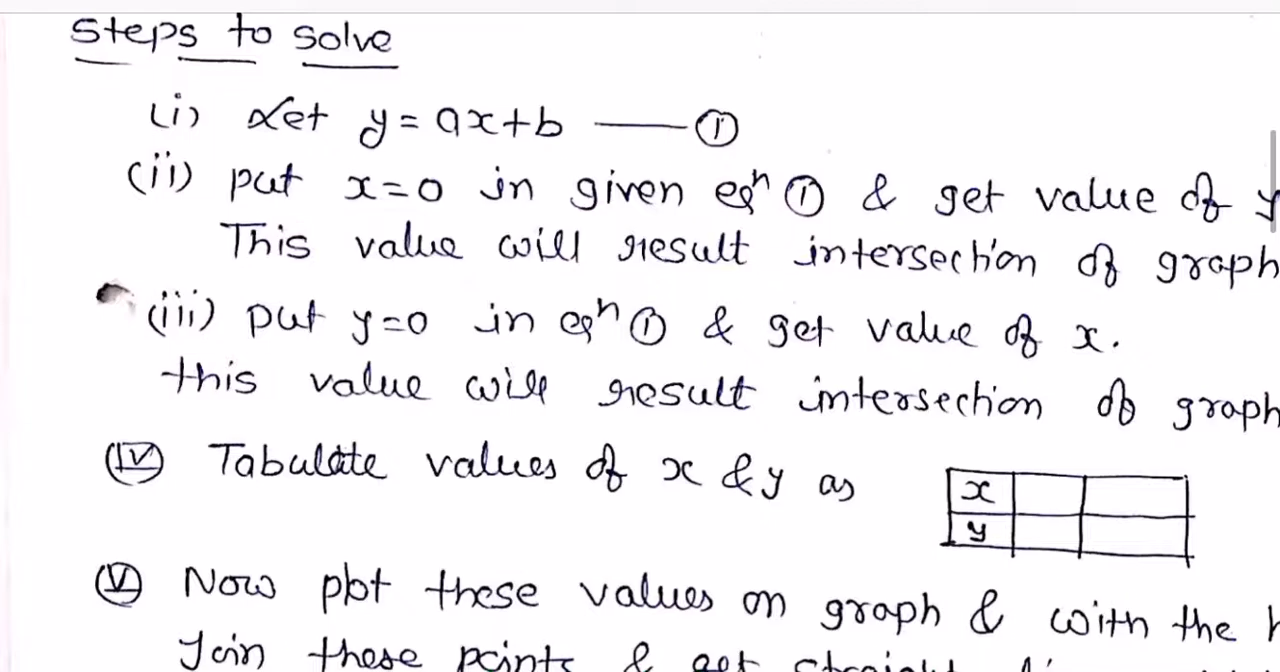 Steps to solve
(i) Let y = ax+b —— ①
(ii) put x=0 in given eqⁿ ① & get value of y
This value will result intersection of graph
(iii) put y=0 in eqⁿ ① & get value of x.
this value will result intersection of graph
(iv) Tabulate values of x & y as
x
y
(v) Now plot these values on graph & with the
Join these points & get straight